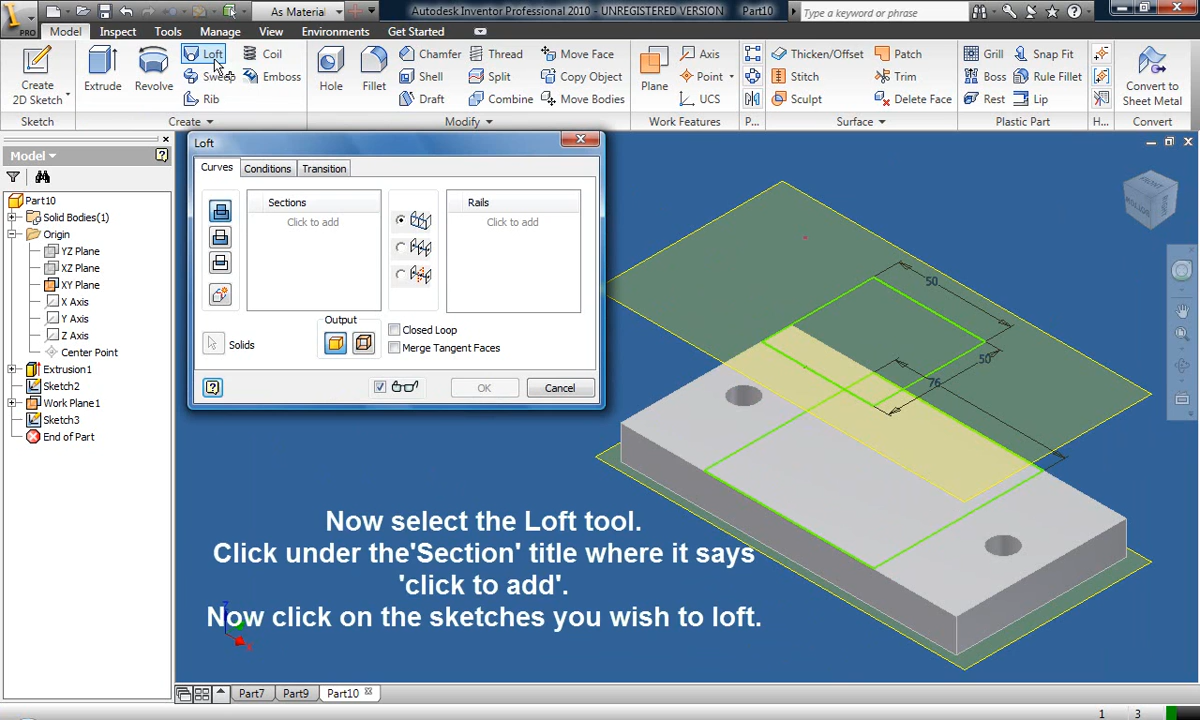 As Material
Autodesk Inventor Professional 2010 - UNREGISTERED VERSION Part10
Type a keyword or phrase
PRO
Model Inspect Tools Manage View Environments Get Started
Create
2D Sketch
Extrude
Revolve
Loft
Sweep
Rib
Coil
Emboss
Hole
Fillet
Chamfer
Shell
Draft
Thread
Split
Combine
Move Face
Copy Object
Move Bodies
Plane
Axis
Point
UCS
Thicken/Offset
Stitch
Sculpt
Patch
Trim
Delete Face
Grill
Boss
Rest
Snap Fit
Rule Fillet
Lip
Convert to
Sheet Metal
Sketch Create Modify Work Features P... Surface Plastic Part H... Convert
Model
Part10
Solid Bodies(1)
Origin
YZ Plane
XZ Plane
XY Plane
X Axis
Y Axis
Z Axis
Center Point
Extrusion1
Sketch2
Work Plane1
Sketch3
End of Part
Loft
Curves Conditions Transition
Sections
Click to add
Rails
Click to add
Solids
Output
Closed Loop
Merge Tangent Faces
OK
Cancel
50
50
76
Now select the Loft tool.
Click under the'Section' title where it says
'click to add'.
Now click on the sketches you wish to loft.
Part7 Part9 Part10
1 3